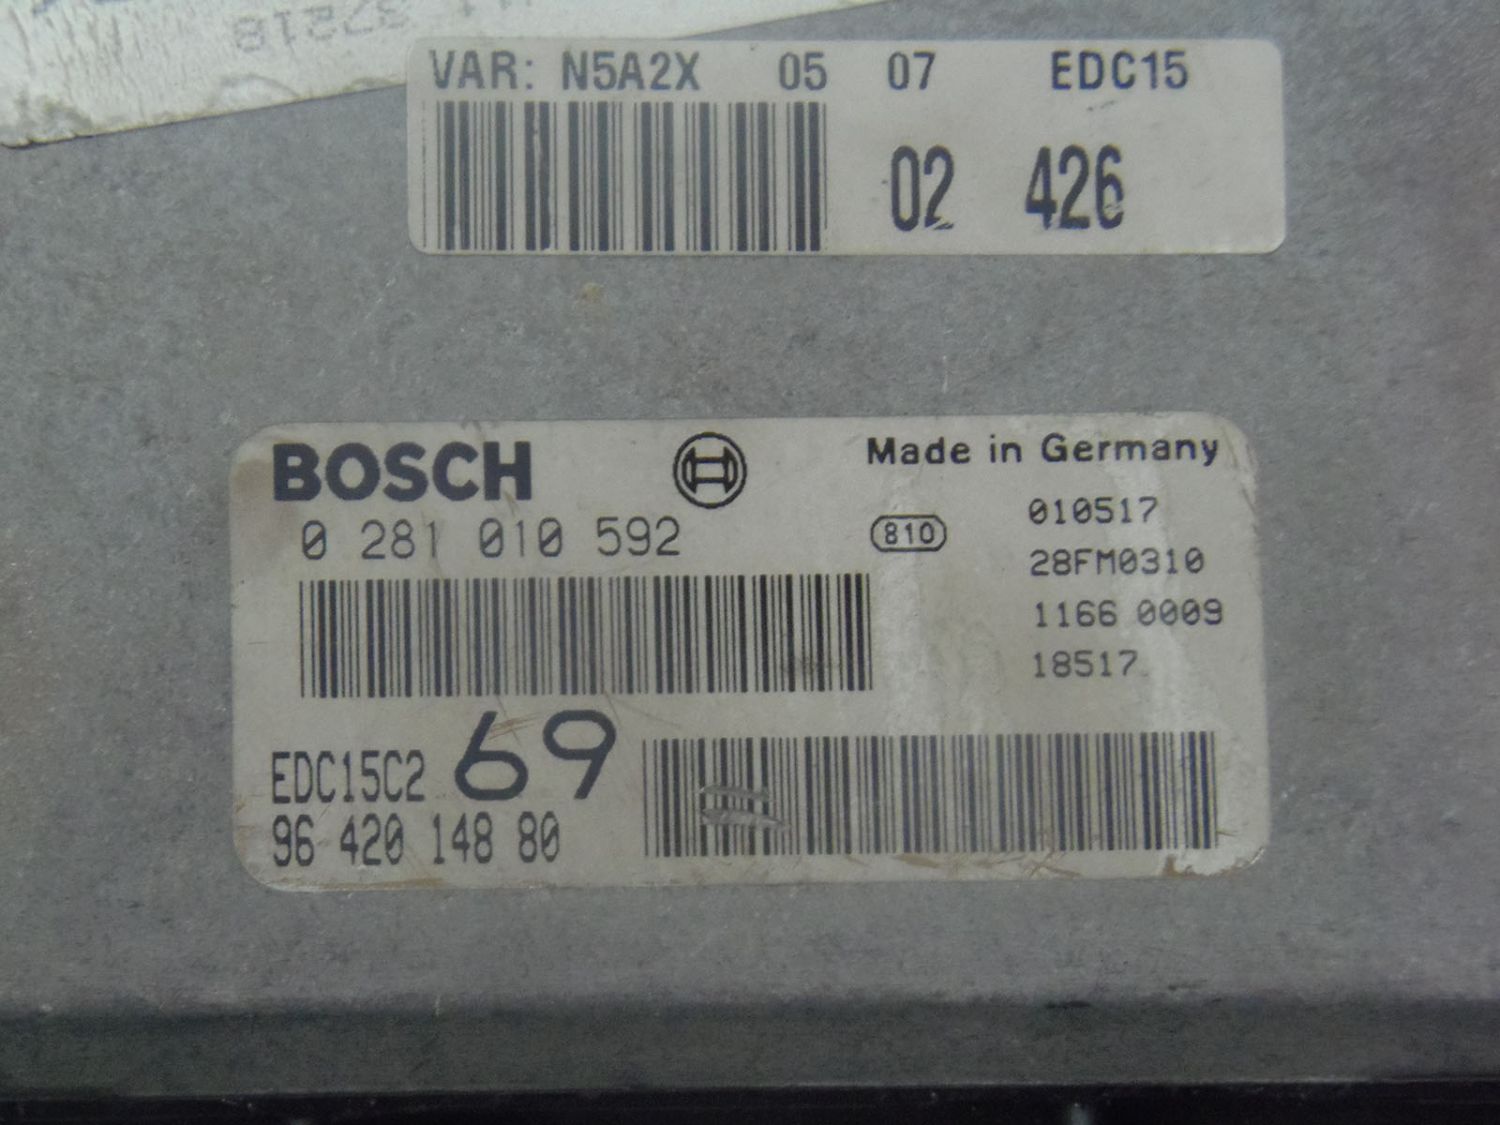 37218
VAR: N5A2X 05 07 EDC15
02 426
BOSCH Made in Germany
0 281 010 592 810 010517
28FM0310
1166 0009
18517
EDC15C2 69
96 420 148 80